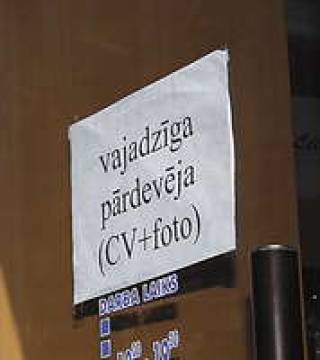 vajadzīga
pārdevēja
(CV+foto)
DARBA LAIKS